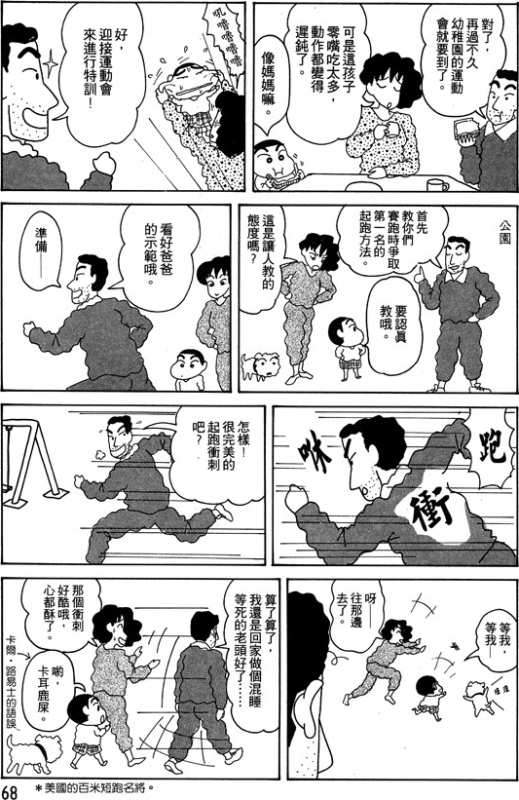 對了，
再過不久
幼稚園的運動
會就要到了。
可是這孩子
零嘴吃太多，
動作都變得
遲鈍了。
像媽媽嘛。
好，
迎接運動會
來進行特訓！
吼嚕嚕嚕嚕
公園
首先
教你們
賽跑時爭取
第一名的
起跑方法。
要認真
教哦。
這是讓人教的
態度嗎？
看好爸爸
的示範哦。
準備——
跑
衝
咻
怎樣！
很完美的
起跑衝刺
吧？
等我，
等我——
呀——
往那邊
去了。
算了算了，
我還是回家做個混睡
等死的老頭好了……
那個衝刺
好酷哦，
心都酥了。
喲，
卡耳鹿屎。
卡爾·路易士的語誤
＊美國的百米短跑名將。
68